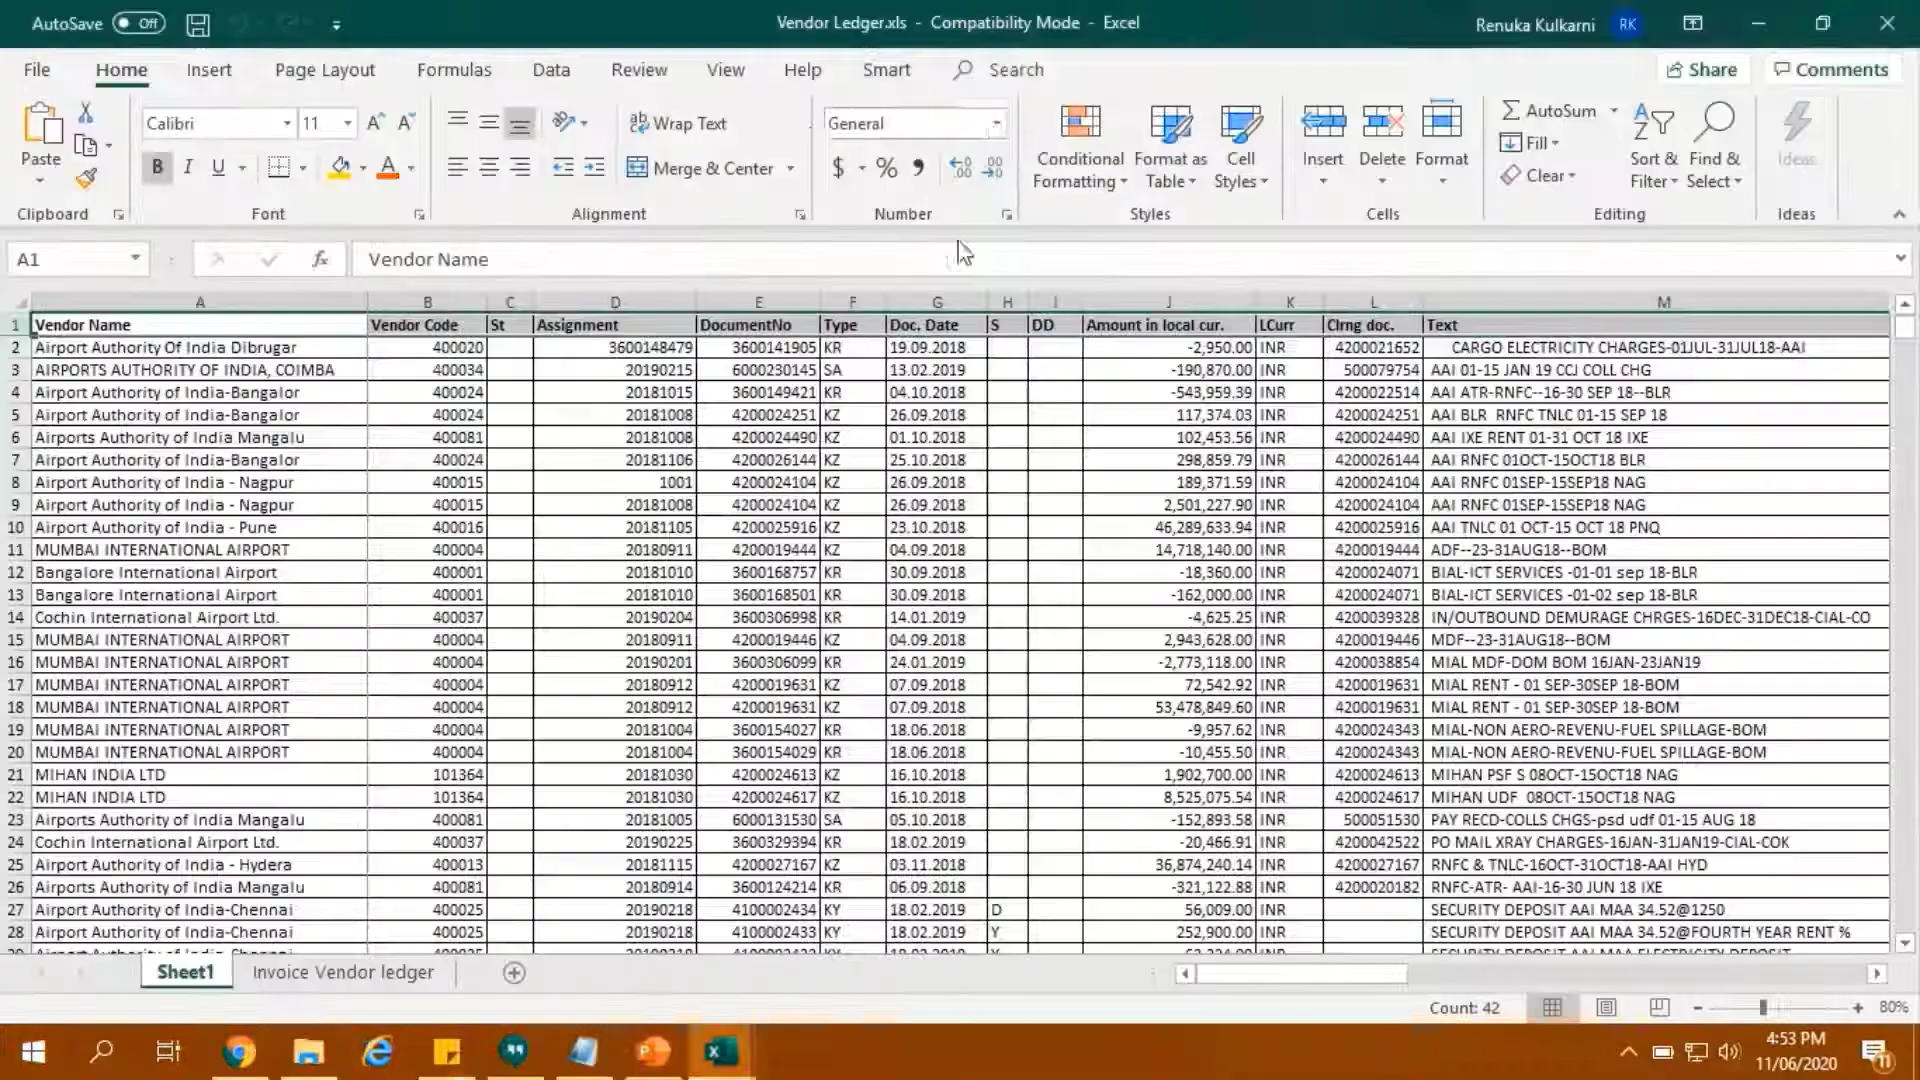 AutoSave Off Vendor Ledger.xls - Compatibility Mode - Excel Renuka Kulkarni RK
File Home Insert Page Layout Formulas Data Review View Help Smart Search Share Comments
Calibri 11 Wrap Text General AutoSum
Paste B I U Merge & Center $ % Conditional Formatting Format as Table Cell Styles Insert Delete Format Fill Clear Sort & Filter Find & Select Ideas
Clipboard Font Alignment Number Styles Cells Editing Ideas
A1 fx Vendor Name
A B C D E F G H I J K L M
1 Vendor Name Vendor Code St Assignment DocumentNo Type Doc. Date S DD Amount in local cur. LCurr Clrng doc. Text
2 Airport Authority Of India Dibrugar 400020 3600148479 3600141905 KR 19.09.2018 -2,950.00 INR 4200021652 CARGO ELECTRICITY CHARGES-01JUL-31JUL18-AAI
3 AIRPORTS AUTHORITY OF INDIA, COIMBA 400034 20190215 6000230145 SA 13.02.2019 -190,870.00 INR 500079754 AAI 01-15 JAN 19 CCJ COLL CHG
4 Airport Authority of India-Bangalor 400024 20181015 3600149421 KR 04.10.2018 -543,959.39 INR 4200022514 AAI ATR-RNFC--16-30 SEP 18--BLR
5 Airport Authority of India-Bangalor 400024 20181008 4200024251 KZ 26.09.2018 117,374.03 INR 4200024251 AAI BLR RNFC TNLC 01-15 SEP 18
6 Airports Authority of India Mangalu 400081 20181008 4200024490 KZ 01.10.2018 102,453.56 INR 4200024490 AAI IXE RENT 01-31 OCT 18 IXE
7 Airport Authority of India-Bangalor 400024 20181106 4200026144 KZ 25.10.2018 298,859.79 INR 4200026144 AAI RNFC 01OCT-15OCT18 BLR
8 Airport Authority of India - Nagpur 400015 1001 4200024104 KZ 26.09.2018 189,371.59 INR 4200024104 AAI RNFC 01SEP-15SEP18 NAG
9 Airport Authority of India - Nagpur 400015 20181008 4200024104 KZ 26.09.2018 2,501,227.90 INR 4200024104 AAI RNFC 01SEP-15SEP18 NAG
10 Airport Authority of India - Pune 400016 20181105 4200025916 KZ 23.10.2018 46,289,633.94 INR 4200025916 AAI TNLC 01 OCT-15 OCT 18 PNQ
11 MUMBAI INTERNATIONAL AIRPORT 400004 20180911 4200019444 KZ 04.09.2018 14,718,140.00 INR 4200019444 ADF--23-31AUG18--BOM
12 Bangalore International Airport 400001 20181010 3600168757 KR 30.09.2018 -18,360.00 INR 4200024071 BIAL-ICT SERVICES -01-01 sep 18-BLR
13 Bangalore International Airport 400001 20181010 3600168501 KR 30.09.2018 -162,000.00 INR 4200024071 BIAL-ICT SERVICES -01-02 sep 18-BLR
14 Cochin International Airport Ltd. 400037 20190204 3600306998 KR 14.01.2019 -4,625.25 INR 4200039328 IN/OUTBOUND DEMURAGE CHRGES-16DEC-31DEC18-CIAL-CO
15 MUMBAI INTERNATIONAL AIRPORT 400004 20180911 4200019446 KZ 04.09.2018 2,943,628.00 INR 4200019446 MDF--23-31AUG18--BOM
16 MUMBAI INTERNATIONAL AIRPORT 400004 20190201 3600306099 KR 24.01.2019 -2,773,118.00 INR 4200038854 MIAL MDF-DOM BOM 16JAN-23JAN19
17 MUMBAI INTERNATIONAL AIRPORT 400004 20180912 4200019631 KZ 07.09.2018 72,542.92 INR 4200019631 MIAL RENT - 01 SEP-30SEP 18-BOM
18 MUMBAI INTERNATIONAL AIRPORT 400004 20180912 4200019631 KZ 07.09.2018 53,478,849.60 INR 4200019631 MIAL RENT - 01 SEP-30SEP 18-BOM
19 MUMBAI INTERNATIONAL AIRPORT 400004 20181004 3600154027 KR 18.06.2018 -9,957.62 INR 4200024343 MIAL-NON AERO-REVENU-FUEL SPILLAGE-BOM
20 MUMBAI INTERNATIONAL AIRPORT 400004 20181004 3600154029 KR 18.06.2018 -10,455.50 INR 4200024343 MIAL-NON AERO-REVENU-FUEL SPILLAGE-BOM
21 MIHAN INDIA LTD 101364 20181030 4200024613 KZ 16.10.2018 1,902,700.00 INR 4200024613 MIHAN PSF S 08OCT-15OCT18 NAG
22 MIHAN INDIA LTD 101364 20181030 4200024617 KZ 16.10.2018 8,525,075.54 INR 4200024617 MIHAN UDF 08OCT-15OCT18 NAG
23 Airports Authority of India Mangalu 400081 20181005 6000131530 SA 05.10.2018 -152,893.58 INR 500051530 PAY RECD-COLLS CHGS-psd udf 01-15 AUG 18
24 Cochin International Airport Ltd. 400037 20190225 3600329394 KR 18.02.2019 -20,466.91 INR 4200042522 PO MAIL XRAY CHARGES-16JAN-31JAN19-CIAL-COK
25 Airport Authority of India - Hydera 400013 20181115 4200027167 KZ 03.11.2018 36,874,240.14 INR 4200027167 RNFC & TNLC-16OCT-31OCT18-AAI HYD
26 Airports Authority of India Mangalu 400081 20180914 3600124214 KR 06.09.2018 -321,122.88 INR 4200020182 RNFC-ATR- AAI-16-30 JUN 18 IXE
27 Airport Authority of India-Chennai 400025 20190218 4100002434 KY 18.02.2019 D 56,009.00 INR SECURITY DEPOSIT AAI MAA 34.52@1250
28 Airport Authority of India-Chennai 400025 20190218 4100002433 KY 18.02.2019 Y 252,900.00 INR SECURITY DEPOSIT AAI MAA 34.52@FOURTH YEAR RENT %
Sheet1 Invoice Vendor ledger
Count: 42 80%
4:53 PM
11/06/2020
11